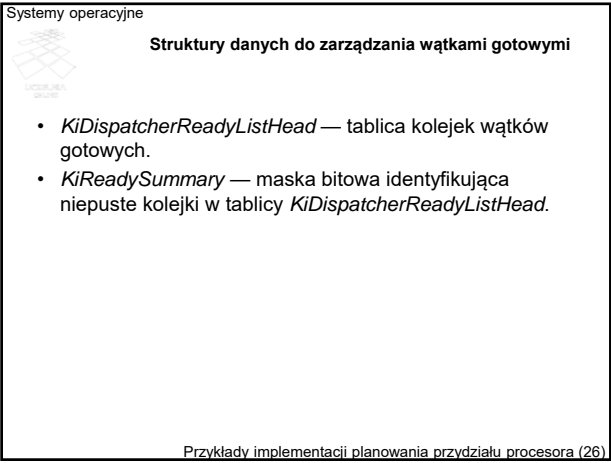 Systemy operacyjne
Struktury danych do zarządzania wątkami gotowymi
• KiDispatcherReadyListHead — tablica kolejek wątków
gotowych.
• KiReadySummary — maska bitowa identyfikująca
niepuste kolejki w tablicy KiDispatcherReadyListHead.
Przykłady implementacji planowania przydziału procesora (26)